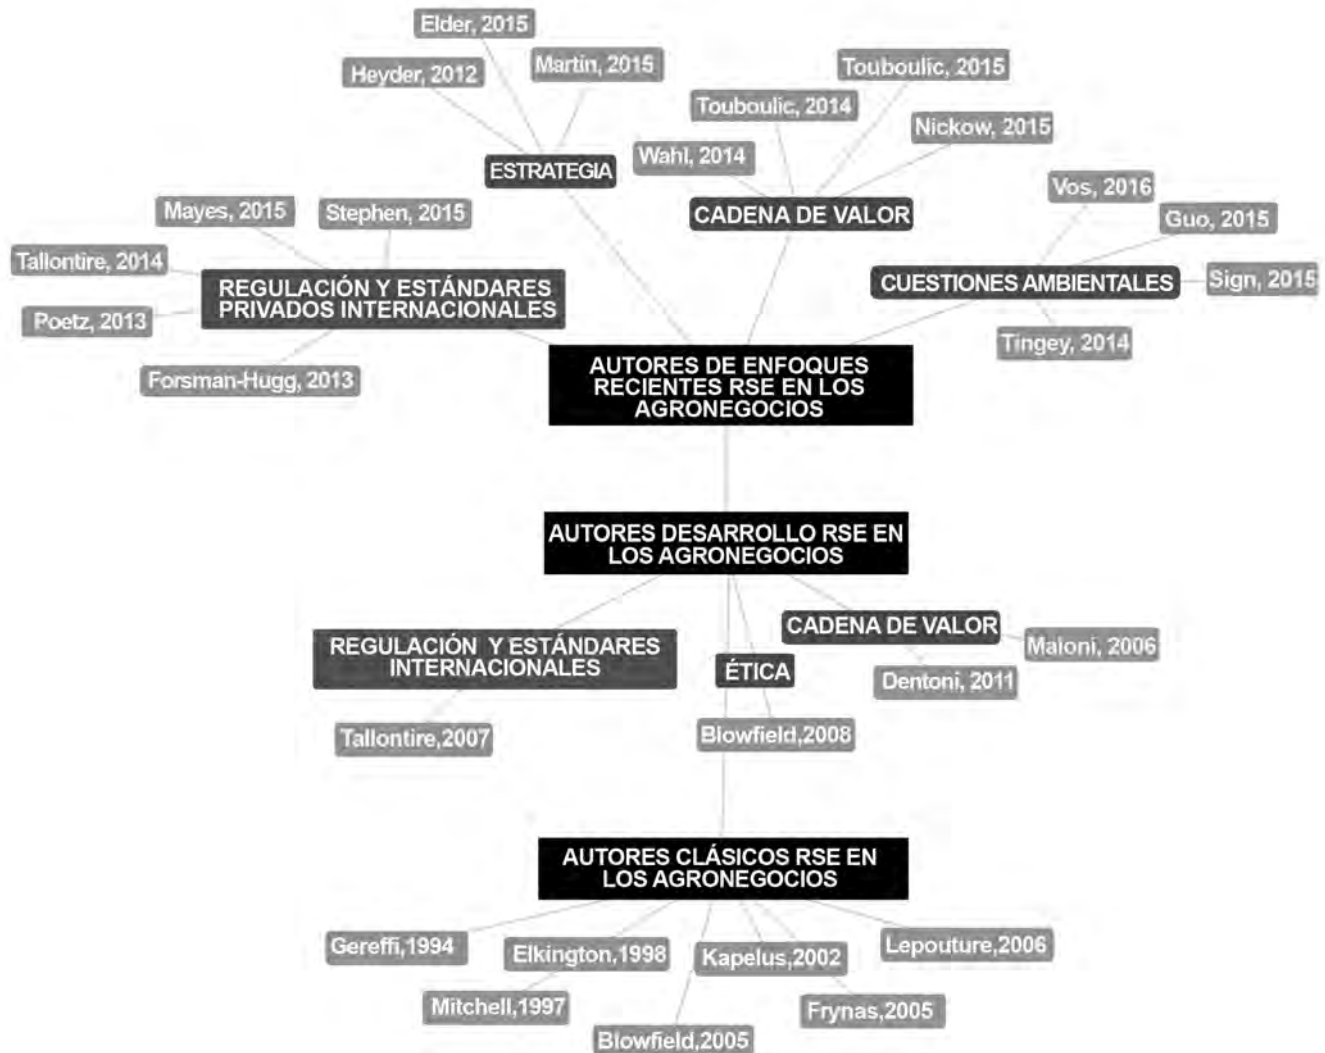 Elder, 2015
Heyder, 2012
Martin, 2015
ESTRATEGIA
Touboulic, 2015
Touboulic, 2014
Nickow, 2015
Wahl, 2014
CADENA DE VALOR
Vos, 2016
Guo, 2015
CUESTIONES AMBIENTALES
Sign, 2015
Tingey, 2014
Mayes, 2015
Stephen, 2015
Tallontire, 2014
REGULACIÓN Y ESTÁNDARES
PRIVADOS INTERNACIONALES
Poetz, 2013
Forsman-Hugg, 2013
AUTORES DE ENFOQUES
RECIENTES RSE EN LOS
AGRONEGOCIOS
AUTORES DESARROLLO RSE EN
LOS AGRONEGOCIOS
REGULACIÓN Y ESTÁNDARES
INTERNACIONALES
Tallontire,2007
ÉTICA
Blowfield,2008
CADENA DE VALOR
Maloni, 2006
Dentoni, 2011
AUTORES CLÁSICOS RSE EN
LOS AGRONEGOCIOS
Gereffi,1994
Elkington,1998
Kapelus,2002
Lepouture,2006
Mitchell,1997
Frynas,2005
Blowfield,2005